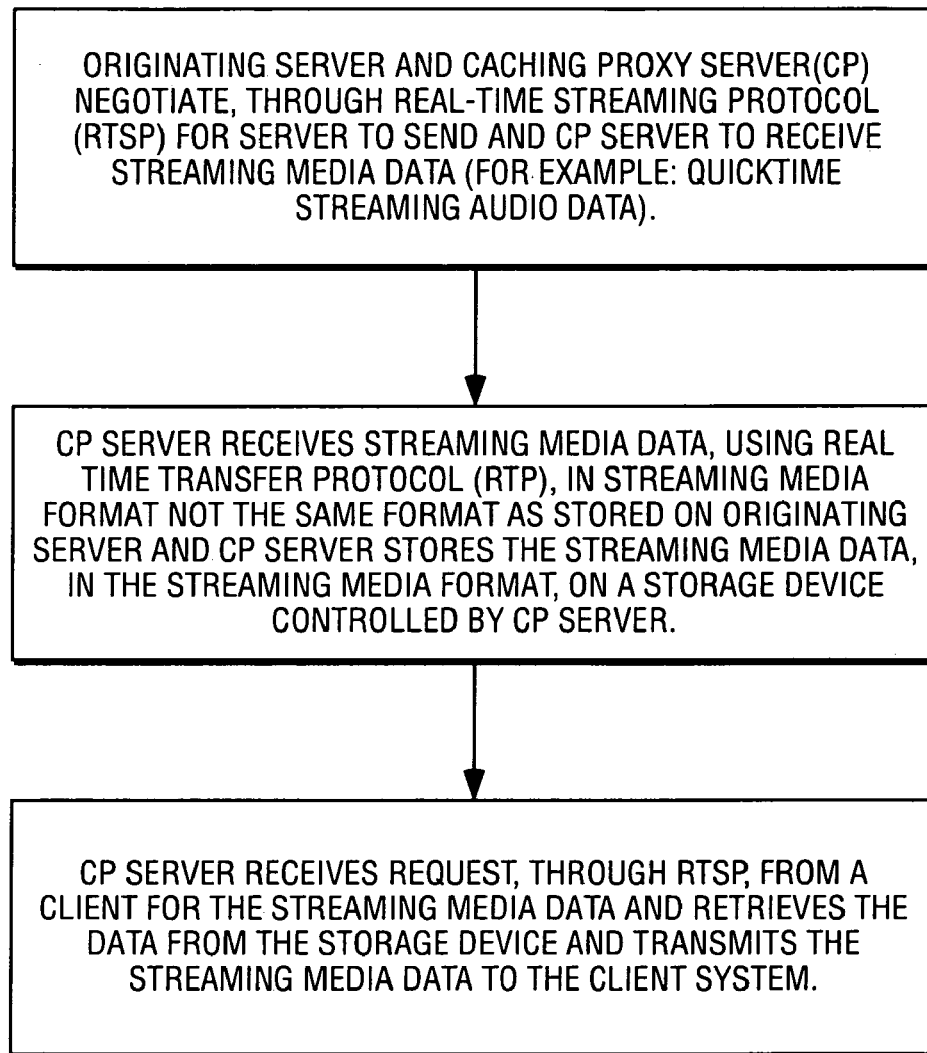 ORIGINATING SERVER AND CACHING PROXY SERVER(CP)
NEGOTIATE, THROUGH REAL-TIME STREAMING PROTOCOL
(RTSP) FOR SERVER TO SEND AND CP SERVER TO RECEIVE
STREAMING MEDIA DATA (FOR EXAMPLE: QUICKTIME
STREAMING AUDIO DATA).
CP SERVER RECEIVES STREAMING MEDIA DATA, USING REAL
TIME TRANSFER PROTOCOL (RTP), IN STREAMING MEDIA
FORMAT NOT THE SAME FORMAT AS STORED ON ORIGINATING
SERVER AND CP SERVER STORES THE STREAMING MEDIA DATA,
IN THE STREAMING MEDIA FORMAT, ON A STORAGE DEVICE
CONTROLLED BY CP SERVER.
CP SERVER RECEIVES REQUEST, THROUGH RTSP, FROM A
CLIENT FOR THE STREAMING MEDIA DATA AND RETRIEVES THE
DATA FROM THE STORAGE DEVICE AND TRANSMITS THE
STREAMING MEDIA DATA TO THE CLIENT SYSTEM.